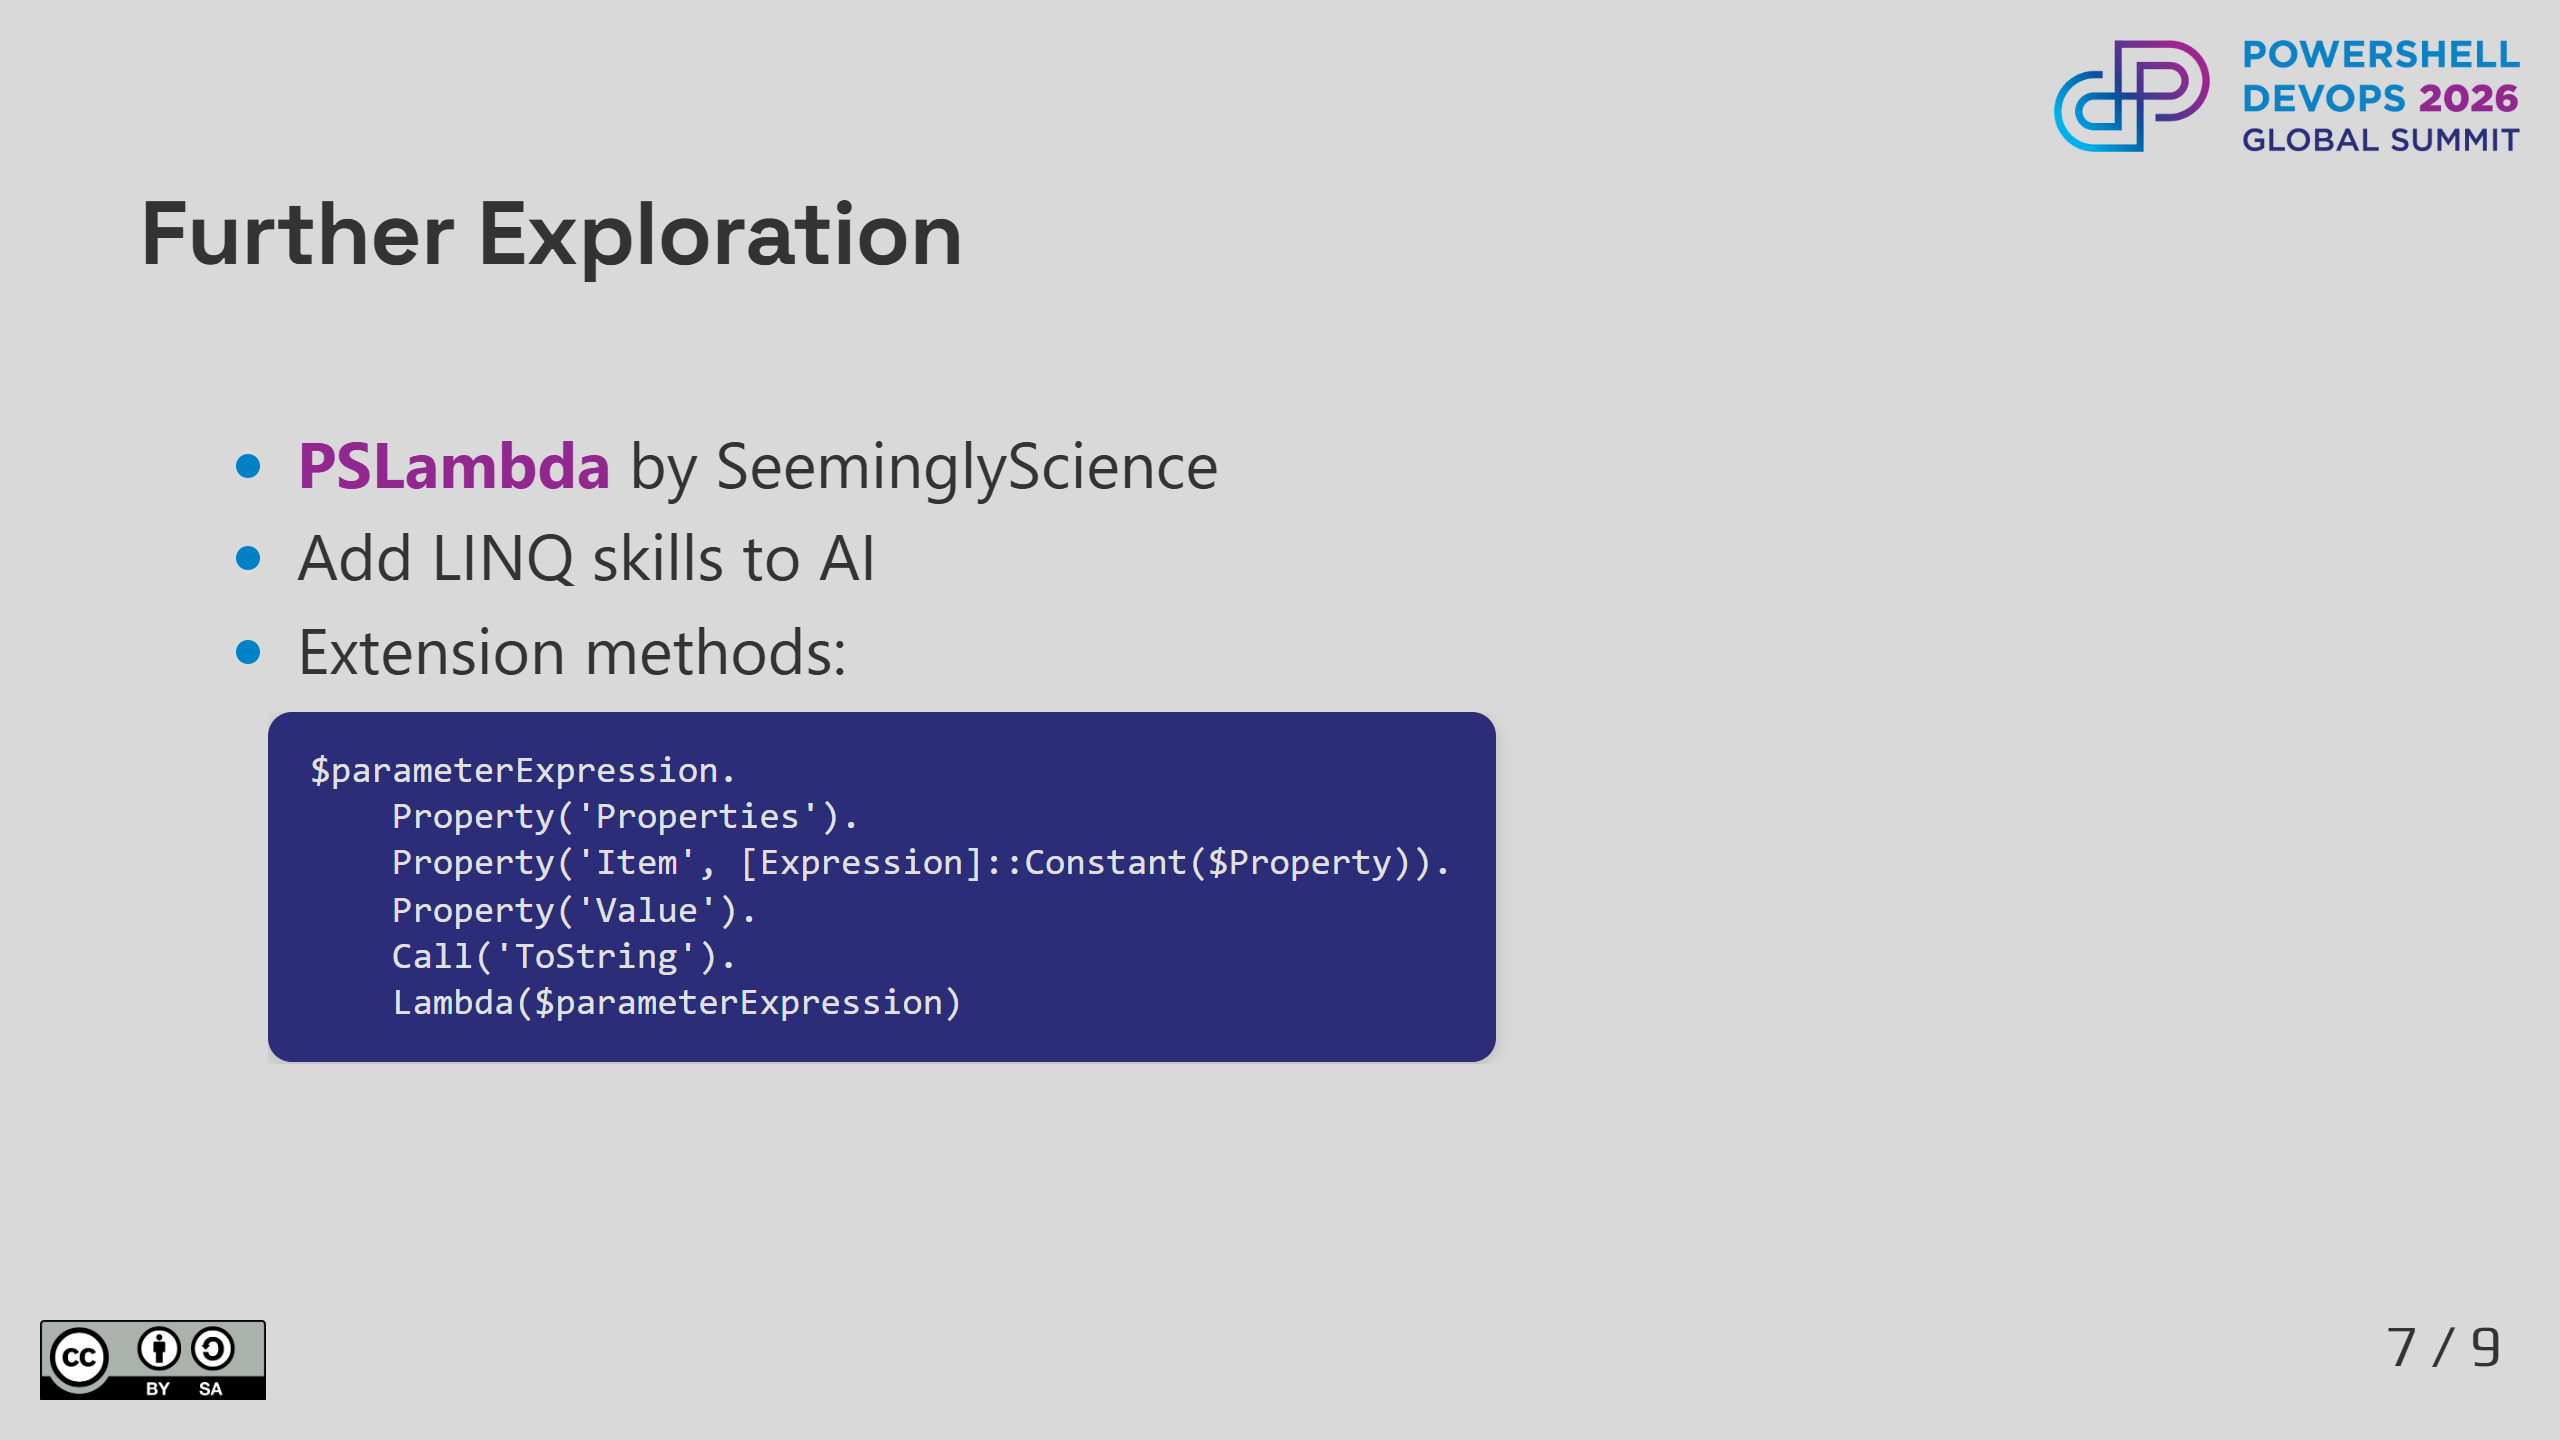 POWERSHELL
DEVOPS 2026
GLOBAL SUMMIT
Further Exploration
• PSLambda by SeeminglyScience
• Add LINQ skills to AI
• Extension methods:
$parameterExpression.
    Property('Properties').
    Property('Item', [Expression]::Constant($Property)).
    Property('Value').
    Call('ToString').
    Lambda($parameterExpression)
cc
BY SA
7 / 9